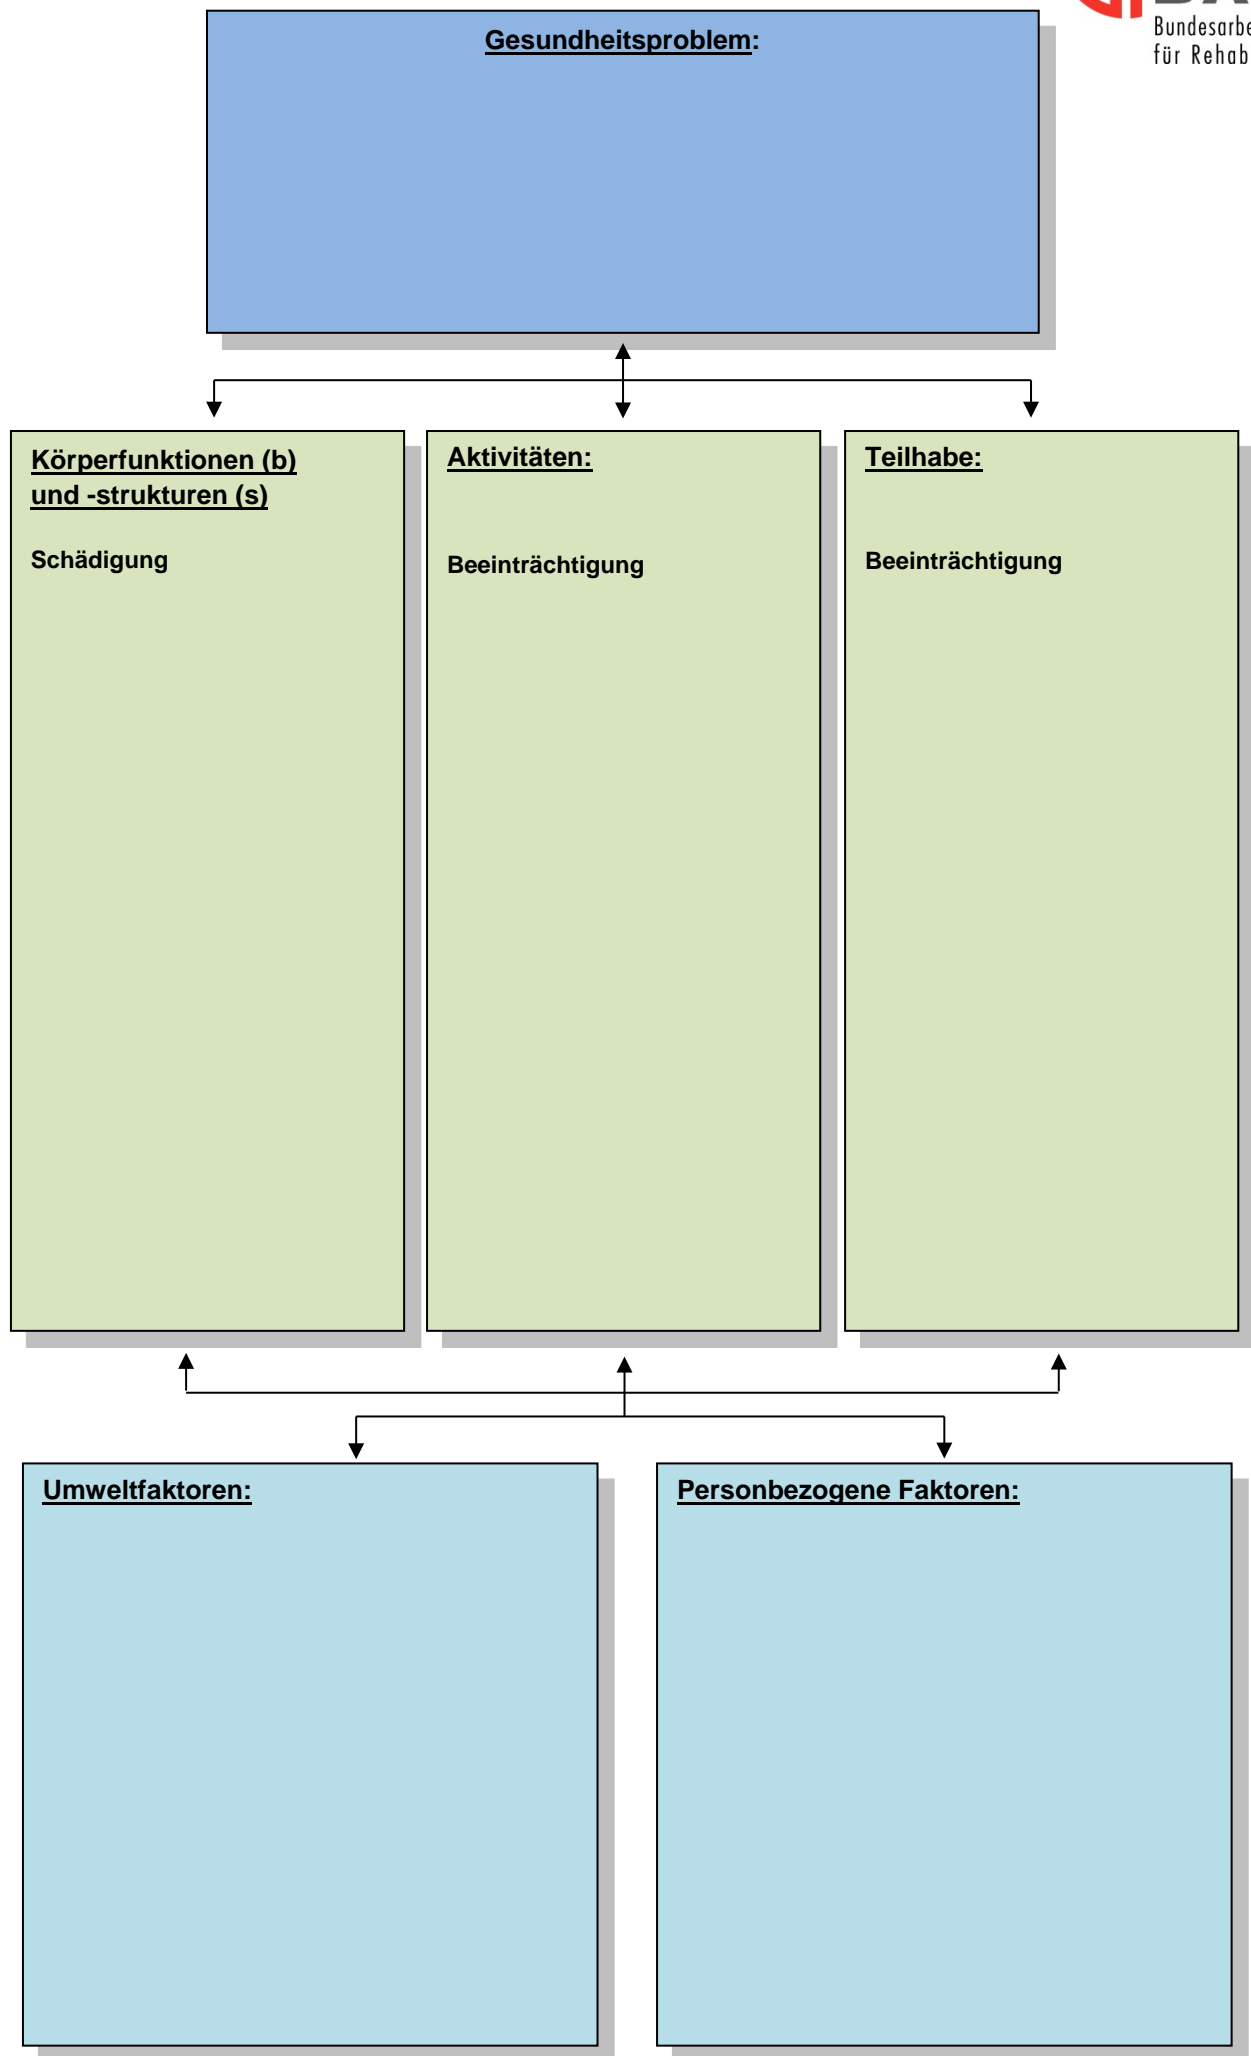 Bundesarbe
für Rehab
Gesundheitsproblem:
Körperfunktionen (b)
und -strukturen (s)
Schädigung
Aktivitäten:
Beeinträchtigung
Teilhabe:
Beeinträchtigung
Umweltfaktoren:
Personbezogene Faktoren: